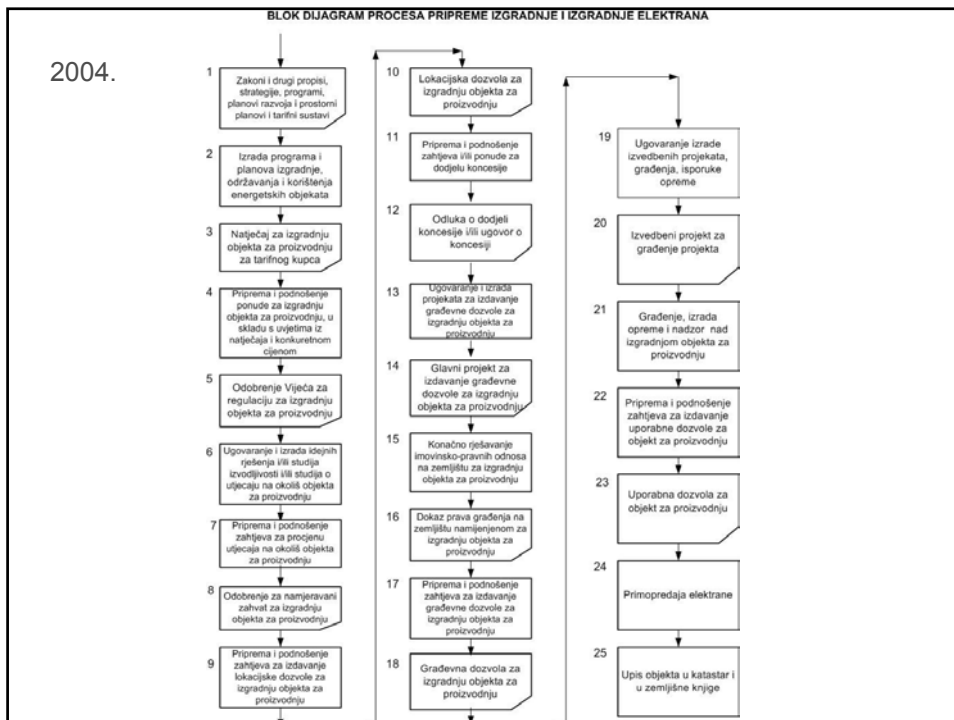 BLOK DIJAGRAM PROCESA PRIPREME IZGRADNJE I IZGRADNJE ELEKTRANA
2004.
1
Zakoni i drugi propisi,
strategije, programi,
planovi razvoja i prostorni
planovi i tarifni sustavi
2
Izrada programa i
planova izgradnje,
održavanja i korištenja
energetskih objekata
3
Natječaj za izgradnju
objekta za proizvodnju
za tarifnog kupca
4
Priprema i podnošenje
ponude za izgradnju
objekta za proizvodnju, u
skladu s uvjetima iz
natječaja i konkuretnom
cijenom
5
Odobrenje Vijeća za
regulaciju za izgradnju
objekta za proizvodnju
6
Ugovaranje i izrada idejnih
rješenja i/ili studija
izvodljivosti i/ili studija o
utjecaju na okoliš objekta
za proizvodnju
7
Priprema i podnošenje
zahtjeva za procjenu
utjecaja na okoliš objekta
za proizvodnju
8
Odobrenje za namjeravani
zahvat za izgradnju
objekta za proizvodnju
9
Priprema i podnošenje
zahtjeva za izdavanje
lokacijske dozvole za
izgradnju objekta za
proizvodnju
10
Lokacijska dozvola za
izgradnju objekta za
proizvodnju
11
Priprema i podnošenje
zahtjeva i/ili ponude za
dodjelu koncesije
12
Odluka o dodjeli
koncesije i/ili ugovor o
koncesiji
13
Ugovaranje i izrada
projekata za izdavanje
građevne dozvole za
izgradnju objekta za
proizvodnju
14
Glavni projekt za
izdavanje građevne
dozvole za izgradnju
objekta za proizvodnju
15
Konačno rješavanje
imovinsko-pravnih odnosa
na zemljištu za izgradnju
objekta za proizvodnju
16
Dokaz prava građenja na
zemljištu namijenjenom za
izgradnju objekta za
proizvodnju
17
Priprema i podnošenje
zahtjeva za izdavanje
građevne dozvole za
izgradnju objekta za
proizvodnju
18
Građevna dozvola za
izgradnju objekta za
proizvodnju
19
Ugovaranje izrade
izvedbenih projekata,
građenja, isporuke
opreme
20
Izvedbeni projekt za
građenje projekta
21
Građenje, izrada
opreme i nadzor nad
izgradnjom objekta za
proizvodnju
22
Priprema i podnošenje
zahtjeva za izdavanje
uporabne dozvole za
objekt za proizvodnju
23
Uporabna dozvola za
objekt za proizvodnju
24
Primopredaja elektrane
25
Upis objekta u katastar i
u zemljišne knjige